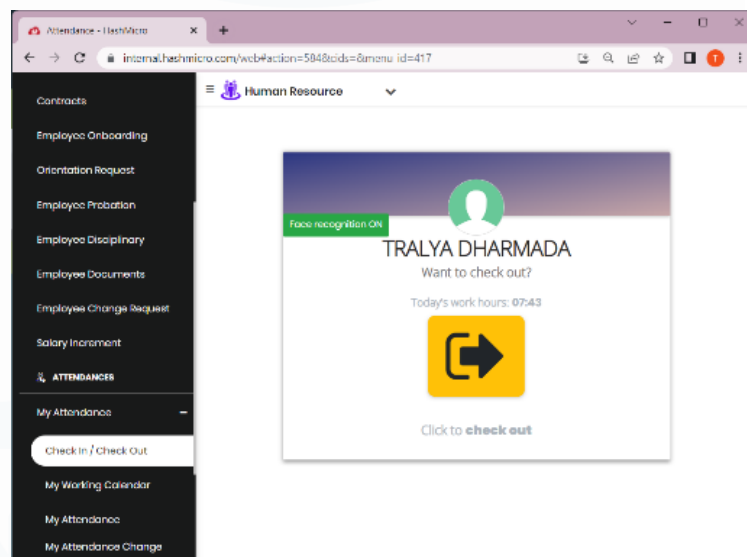 Attendance - HashMicro
internal.hashmicro.com/web#action=584&cids=&menu_id=417
T
Human Resource
Contracts
Employee Onboarding
Orientation Request
Employee Probation
Employee Disciplinary
Employee Documents
Employee Change Request
Salary Increment
ATTENDANCES
My Attendance
Check In / Check Out
My Working Calendar
My Attendance
My Attendance Change
Face recognition ON
TRALYA DHARMADA
Want to check out?
Today's work hours: 07:43
Click to check out